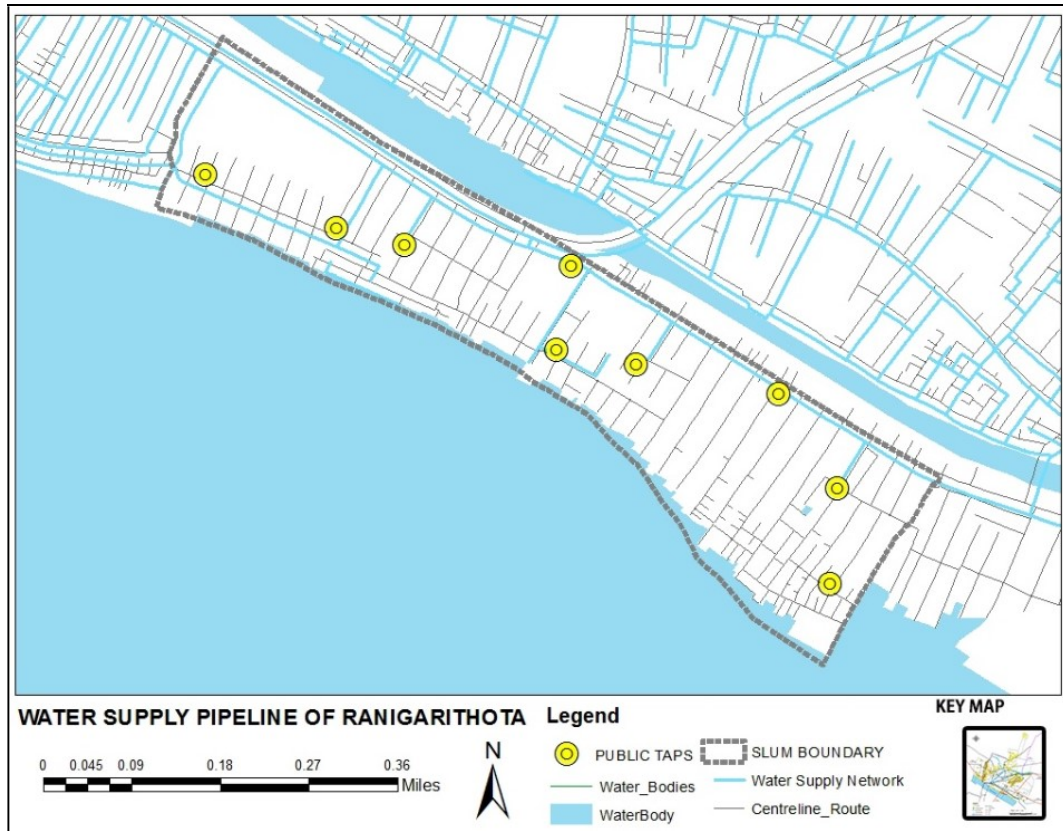 WATER SUPPLY PIPELINE OF RANIGARITHOTA
0 0.045 0.09 0.18 0.27 0.36
Miles
N
Legend
PUBLIC TAPS
SLUM BOUNDARY
Water_Bodies
Water Supply Network
WaterBody
Centreline_Route
KEY MAP